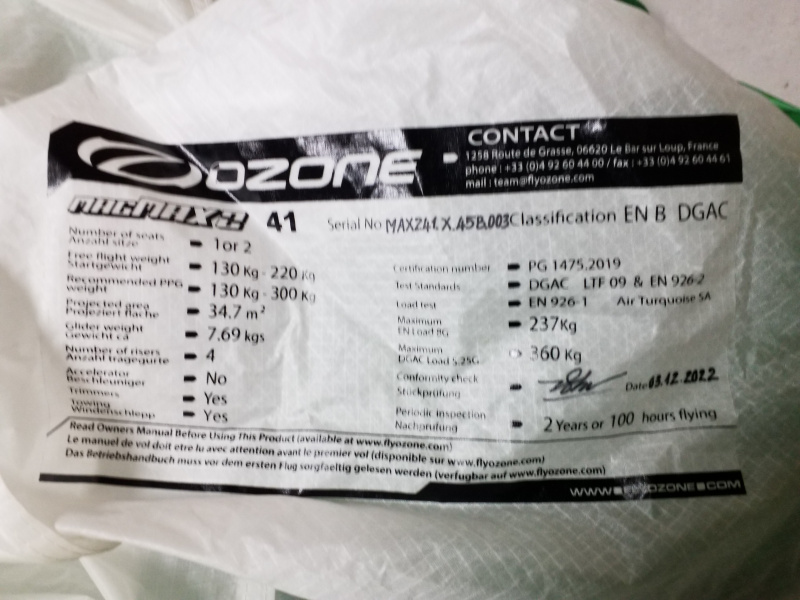 OZONE
CONTACT
1258 Route de Grasse, 06620 Le Bar sur Loup, France
phone : +33 (0)4 92 60 44 00 / fax : +33 (0)4 92 60 44 61
mail : team@flyozone.com
MAGMAX2 41 Serial No MAXZ41.X.45B.003 Classification EN B DGAC
Number of seats
Anzahl sitze
1 or 2
Free flight weight
Startgewicht
130 Kg - 220 Kg
Recommended PPG
weight
130 Kg - 300 Kg
Projected area
Projeziert flache
34.7 m²
Glider weight
Gewicht ca
7.69 kgs
Number of risers
Anzahl tragegurte
4
Accelerator
Beschleuniger
No
Trimmers
Yes
Towing
Windenschlepp
Yes
Certification number
PG 1475.2019
Test Standards
DGAC LTF 09 & EN 926-2
Load test
EN 926-1 Air Turquoise SA
Maximum
EN Load 8G
237Kg
Maximum
DGAC Load 5.25G
360 Kg
Conformity check
Stückprüfung
Date 03.12.2022
Periodic inspection
Nachprüfung
2 Years or 100 hours flying
Read Owners Manual Before Using This Product (available at www.flyozone.com)
Le manuel de vol doit etre lu avec attention avant le premier vol (disponible sur www.flyozone.com)
Das Betriebshandbuch muss vor dem ersten Flug sorgfaeltig gelesen werden (verfugbar auf www.flyozone.com)
WWW FLYOZONE COM